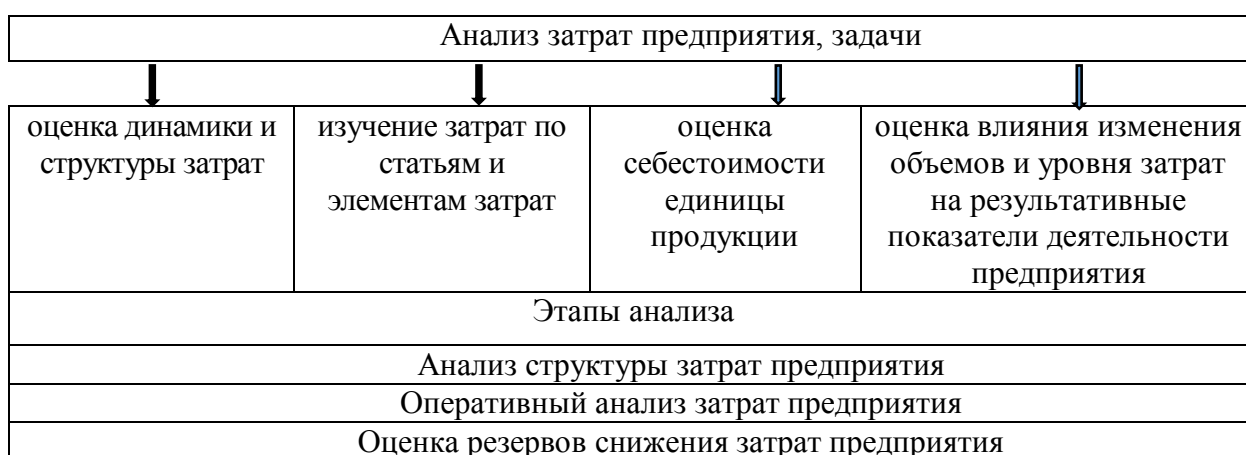 Анализ затрат предприятия, задачи
оценка динамики и
структуры затрат
изучение затрат по
статьям и
элементам затрат
оценка
себестоимости
единицы
продукции
оценка влияния изменения
объемов и уровня затрат
на результативные
показатели деятельности
предприятия
Этапы анализа
Анализ структуры затрат предприятия
Оперативный анализ затрат предприятия
Оценка резервов снижения затрат предприятия